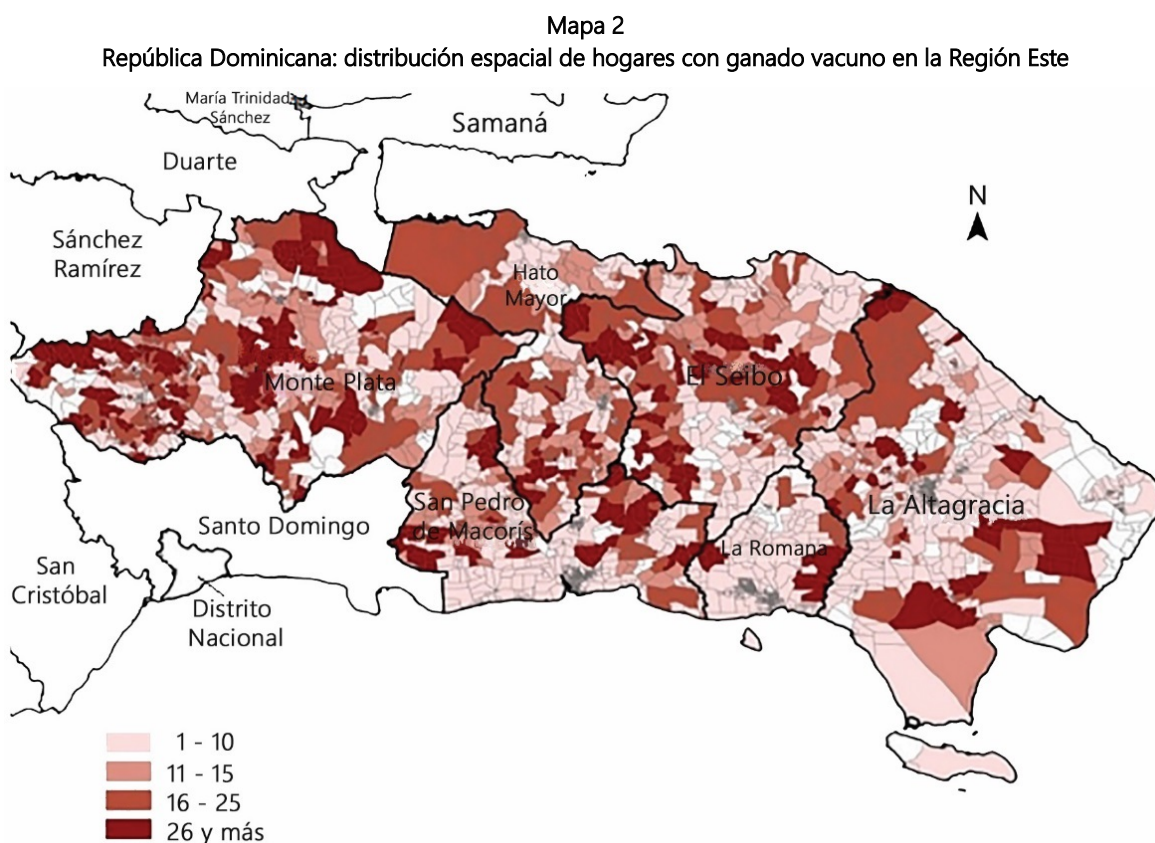 Mapa 2
República Dominicana: distribución espacial de hogares con ganado vacuno en la Región Este
María Trinidad
Sánchez
Samaná
Duarte
N
Sánchez
Ramírez
Hato
Mayor
Monte Plata
El Seibo
San Pedro
de Macorís
La Altagracia
Santo Domingo
La Romana
San
Cristóbal
Distrito
Nacional
1 - 10
11 - 15
16 - 25
26 y más